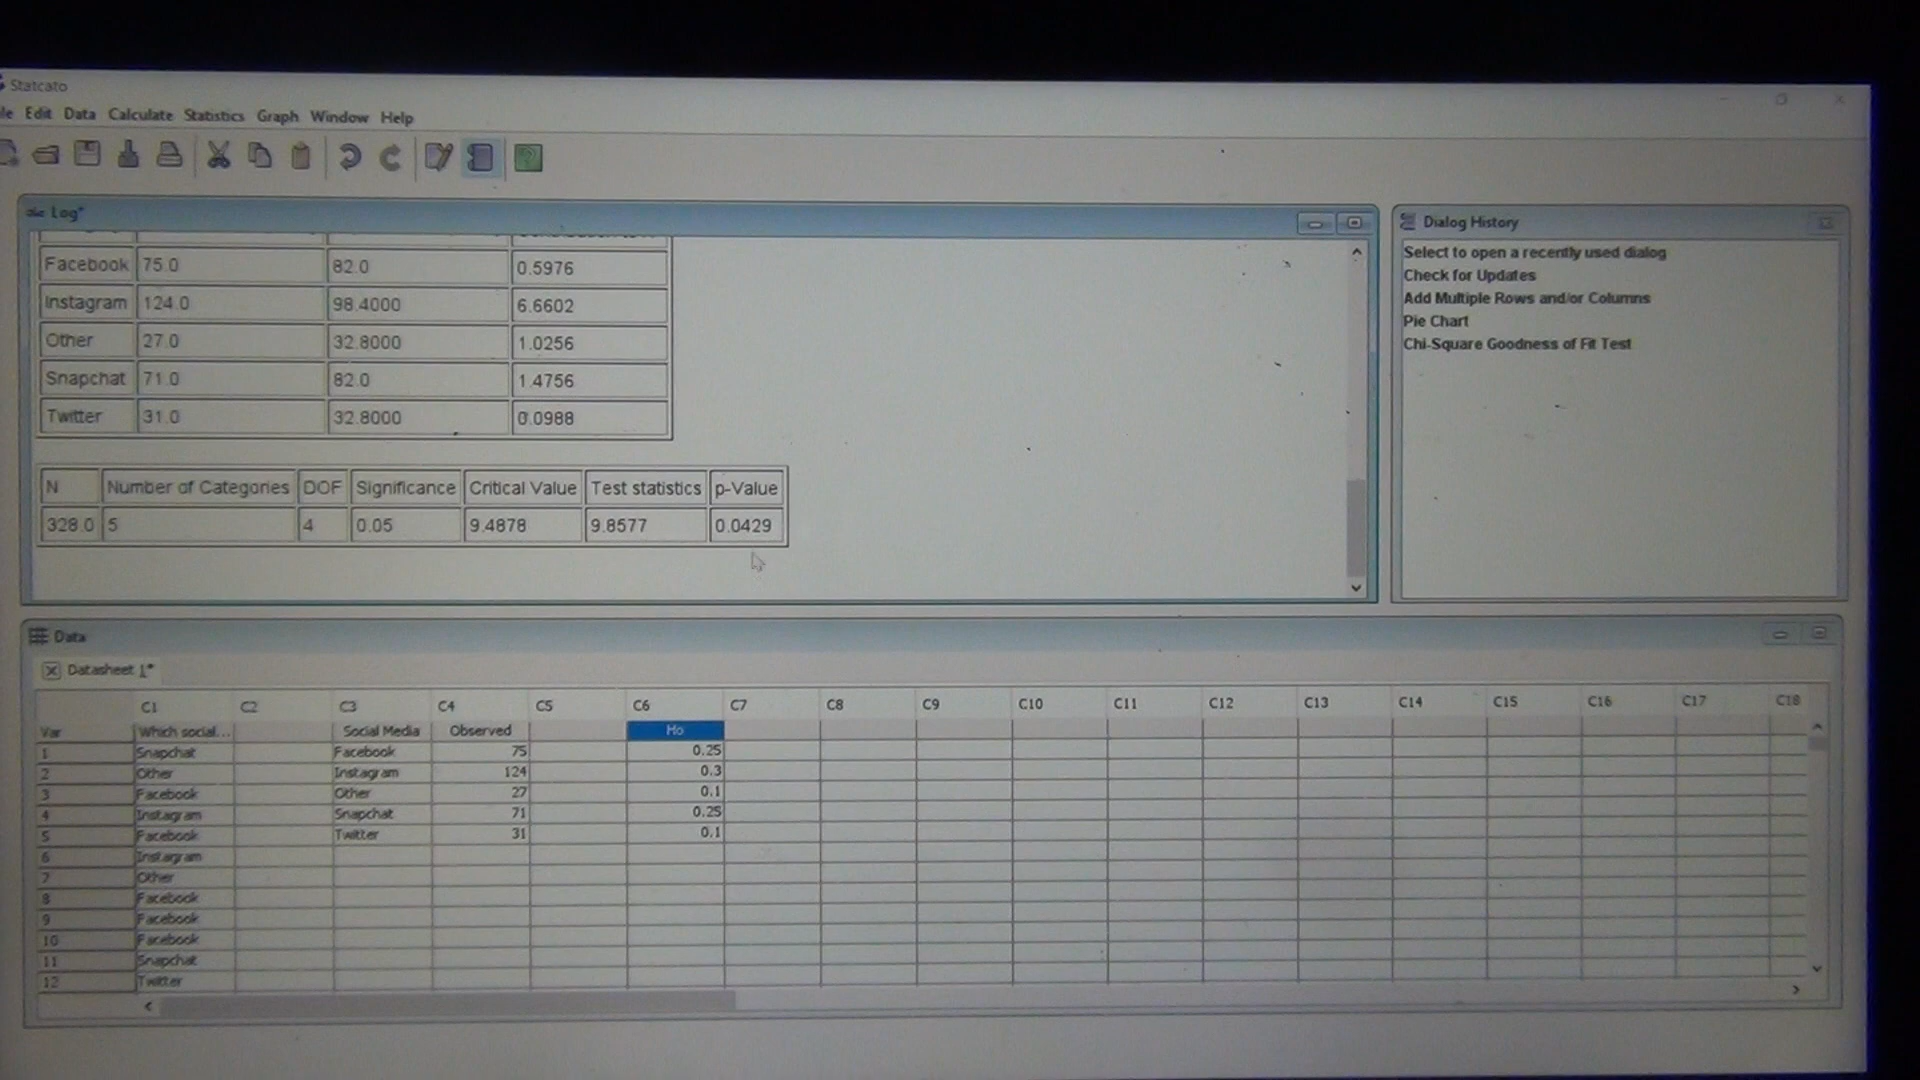 Statcato
Edit Data Calculate Statistics Graph Window Help
Log*
Facebook 75.0 82.0 0.5976
Instagram 124.0 98.4000 6.6602
Other 27.0 32.8000 1.0256
Snapchat 71.0 82.0 1.4756
Twitter 31.0 32.8000 0.0988
N Number of Categories DOF Significance Critical Value Test statistics p-Value
328.0 5 4 0.05 9.4878 9.8577 0.0429
Dialog History
Select to open a recently used dialog
Check for Updates
Add Multiple Rows and/or Columns
Pie Chart
Chi-Square Goodness of Fit Test
Data
Datasheet 1*
C1 C2 C3 C4 C5 C6 C7 C8 C9 C10 C11 C12 C13 C14 C15 C16 C17 C18
Var Which social... Social Media Observed Ho
1 Snapchat Facebook 75 0.25
2 Other Instagram 124 0.3
3 Facebook Other 27 0.1
4 Instagram Snapchat 71 0.25
5 Facebook Twitter 31 0.1
6 Instagram
7 Other
8 Facebook
9 Facebook
10 Facebook
11 Snapchat
12 Twitter